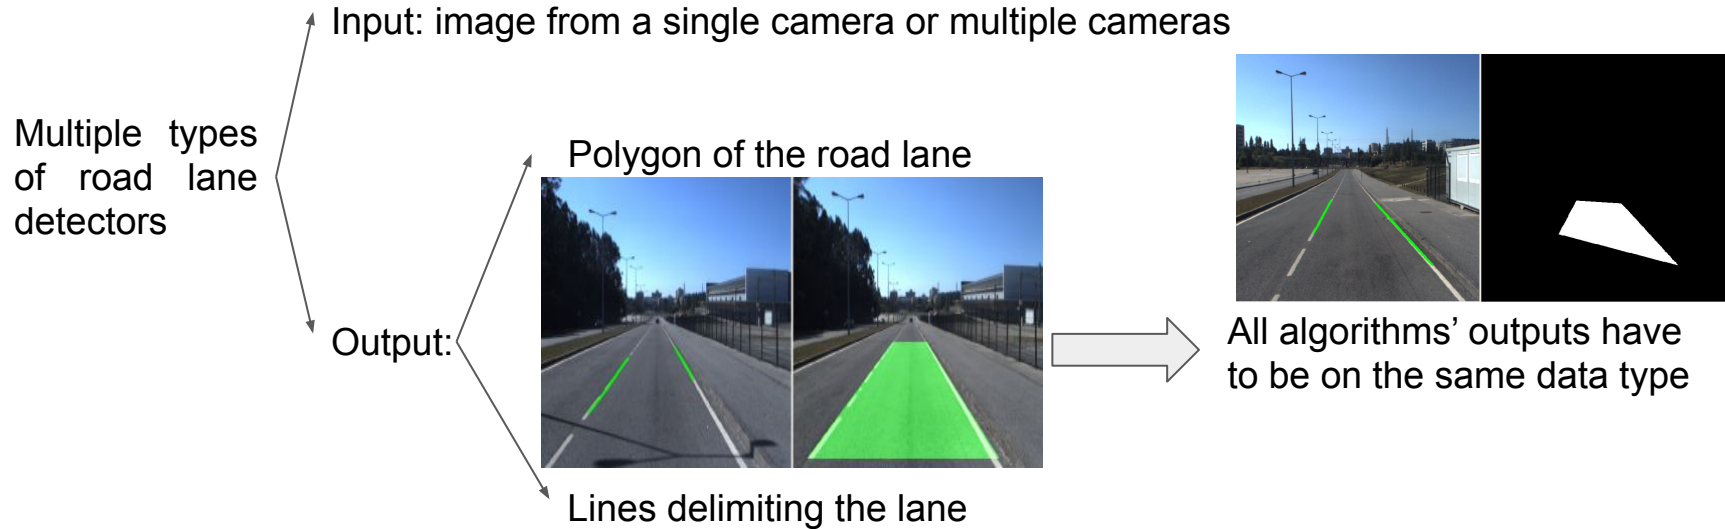 Input: image from a single camera or multiple cameras
Multiple types
of road lane
detectors
Polygon of the road lane
Output:
All algorithms’ outputs have
to be on the same data type
Lines delimiting the lane